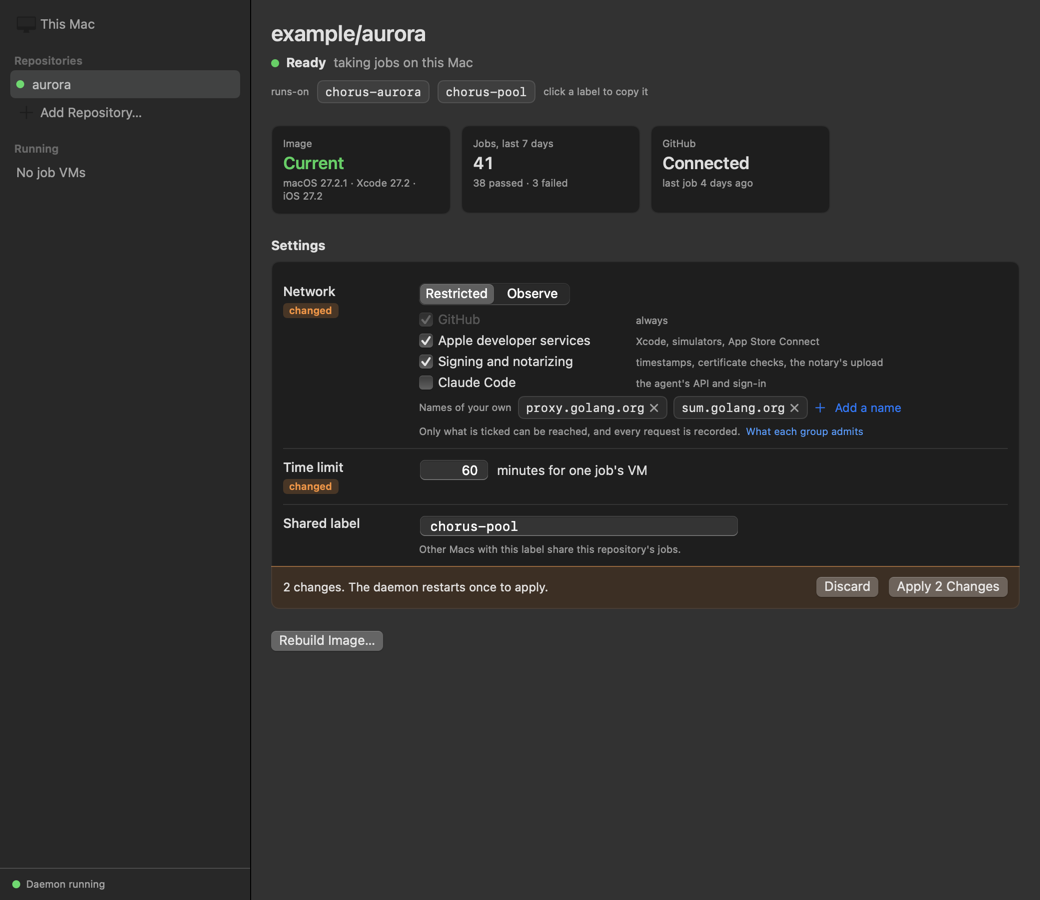 This Mac
Repositories
aurora
Add Repository...
Running
No job VMs
Daemon running
example/aurora
Ready taking jobs on this Mac
runs-on chorus-aurora chorus-pool click a label to copy it
Image
Current
macOS 27.2.1 · Xcode 27.2 ·
iOS 27.2
Jobs, last 7 days
41
38 passed · 3 failed
GitHub
Connected
last job 4 days ago
Settings
Network
changed
Restricted Observe
GitHub always
Apple developer services Xcode, simulators, App Store Connect
Signing and notarizing timestamps, certificate checks, the notary's upload
Claude Code the agent's API and sign-in
Names of your own proxy.golang.org × sum.golang.org × + Add a name
Only what is ticked can be reached, and every request is recorded. What each group admits
Time limit
changed
60 minutes for one job's VM
Shared label
chorus-pool
Other Macs with this label share this repository's jobs.
2 changes. The daemon restarts once to apply. Discard Apply 2 Changes
Rebuild Image...